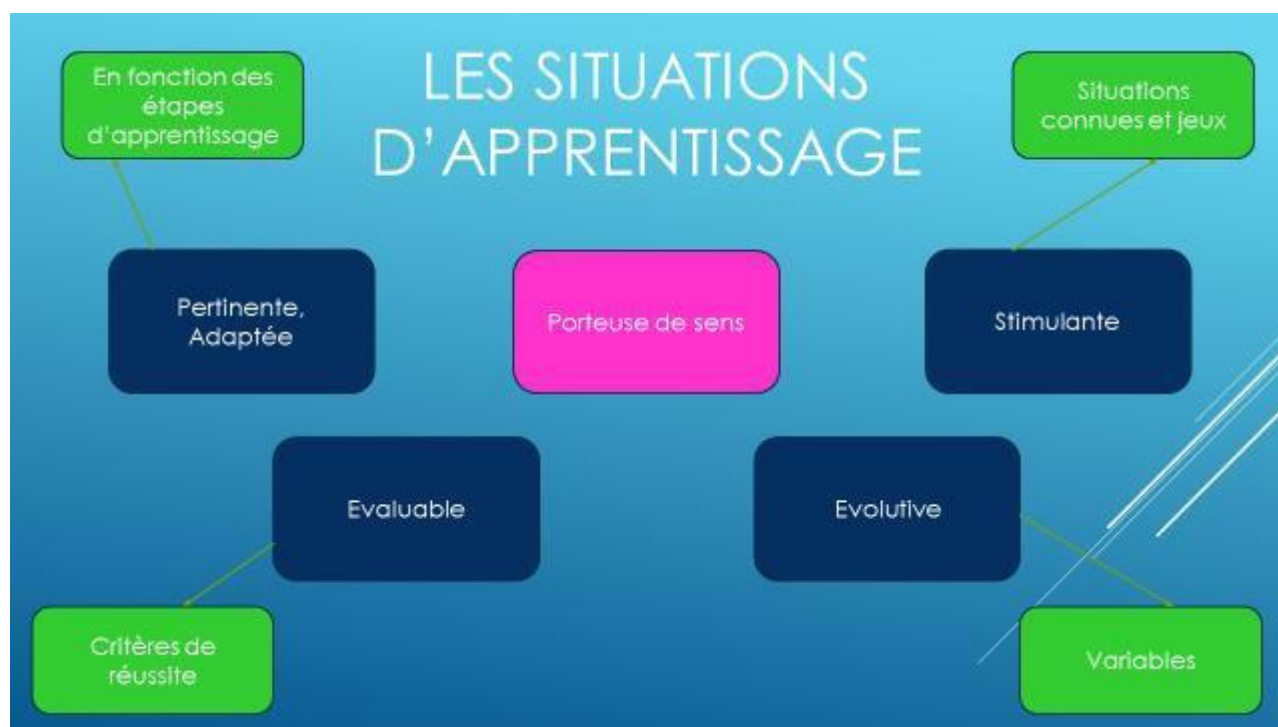 LES SITUATIONS
D’APPRENTISSAGE
En fonction des
étapes
d’apprentissage
Situations
connues et jeux
Pertinente,
Adaptée
Porteuse de sens
Stimulante
Evaluable
Evolutive
Critères de
réussite
Variables